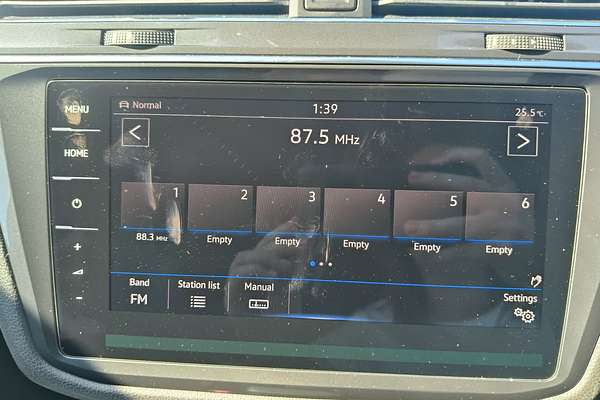 MENU
HOME
Normal
1:39
25.5°C
87.5 MHz
1
2
3
4
5
6
88.3 MHz
Empty
Empty
Empty
Empty
Empty
Band
FM
Station list
Manual
Settings
+
-